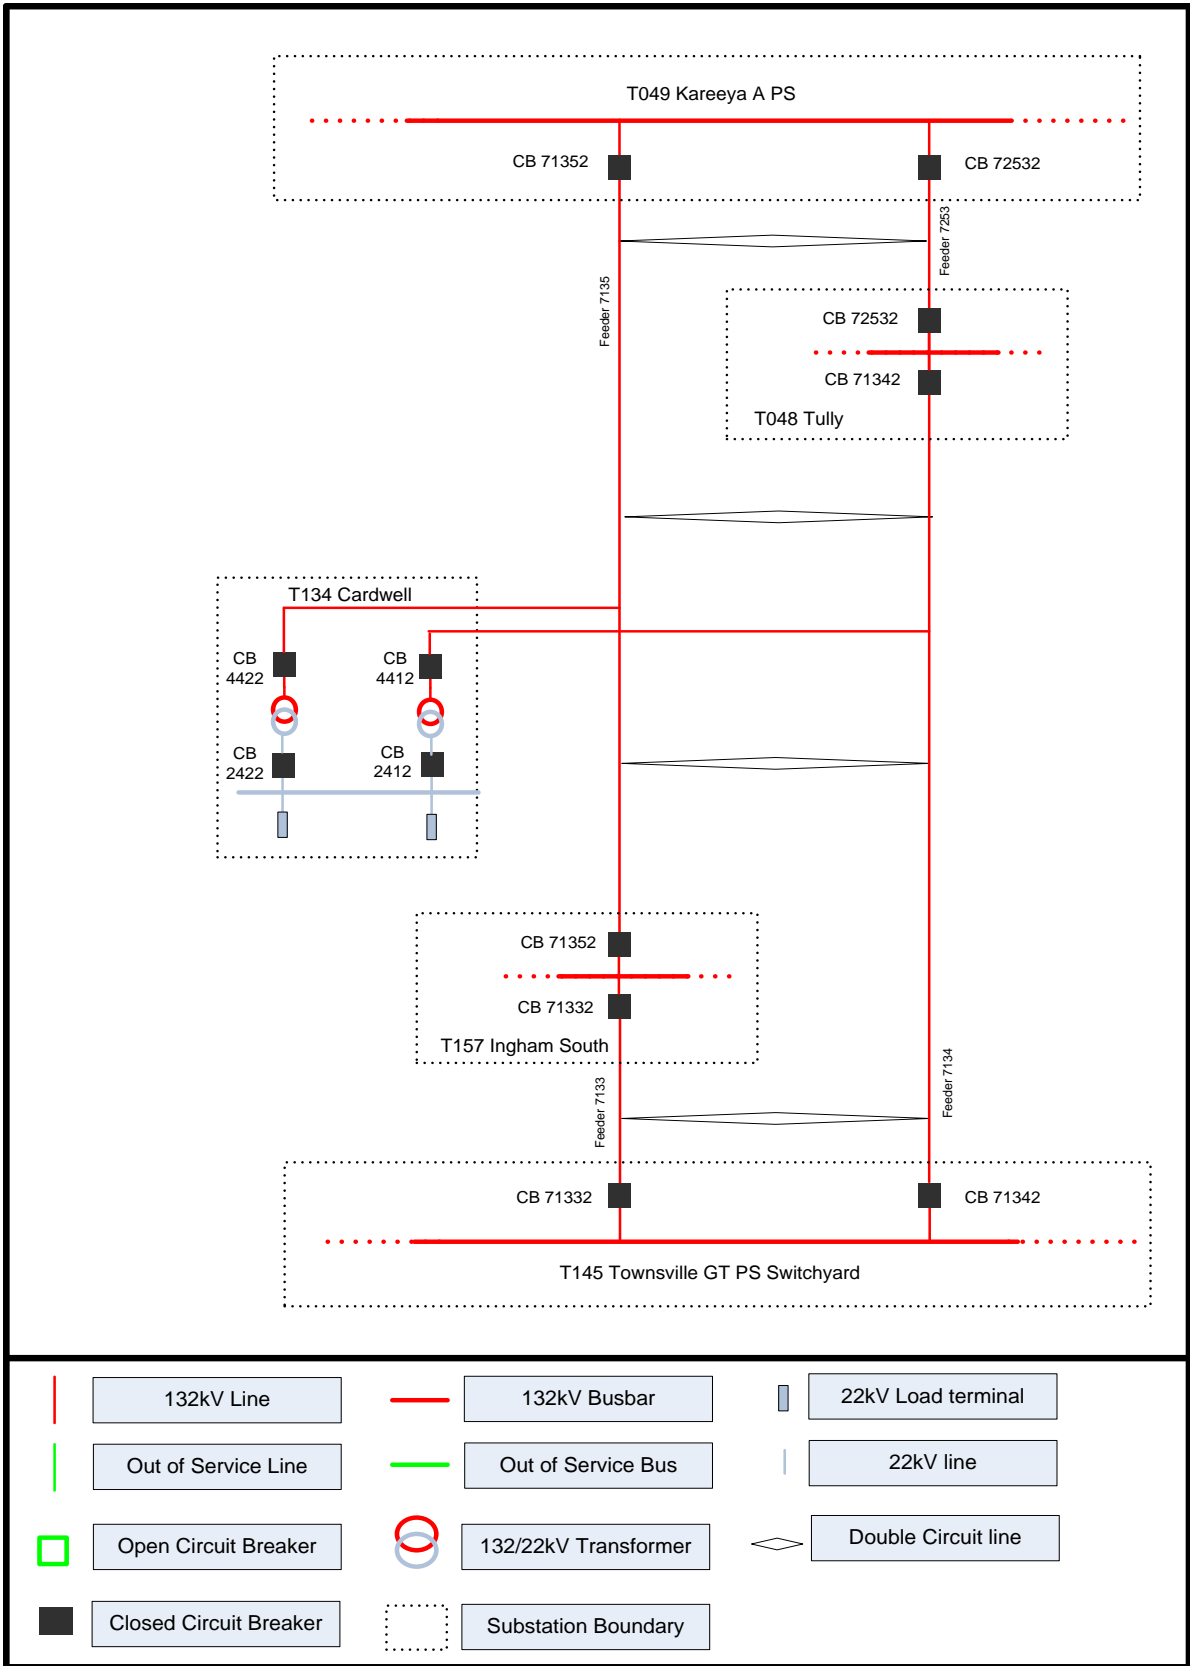 T049 Kareeya A PS
CB 71352
CB 72532
Feeder 7253
Feeder 7135
CB 72532
CB 71342
T048 Tully
T134 Cardwell
CB
4422
CB
4412
CB
2422
CB
2412
CB 71352
CB 71332
T157 Ingham South
Feeder 7133
Feeder 7134
CB 71332
CB 71342
T145 Townsville GT PS Switchyard
132kV Line
132kV Busbar
22kV Load terminal
Out of Service Line
Out of Service Bus
22kV line
Open Circuit Breaker
132/22kV Transformer
Double Circuit line
Closed Circuit Breaker
Substation Boundary